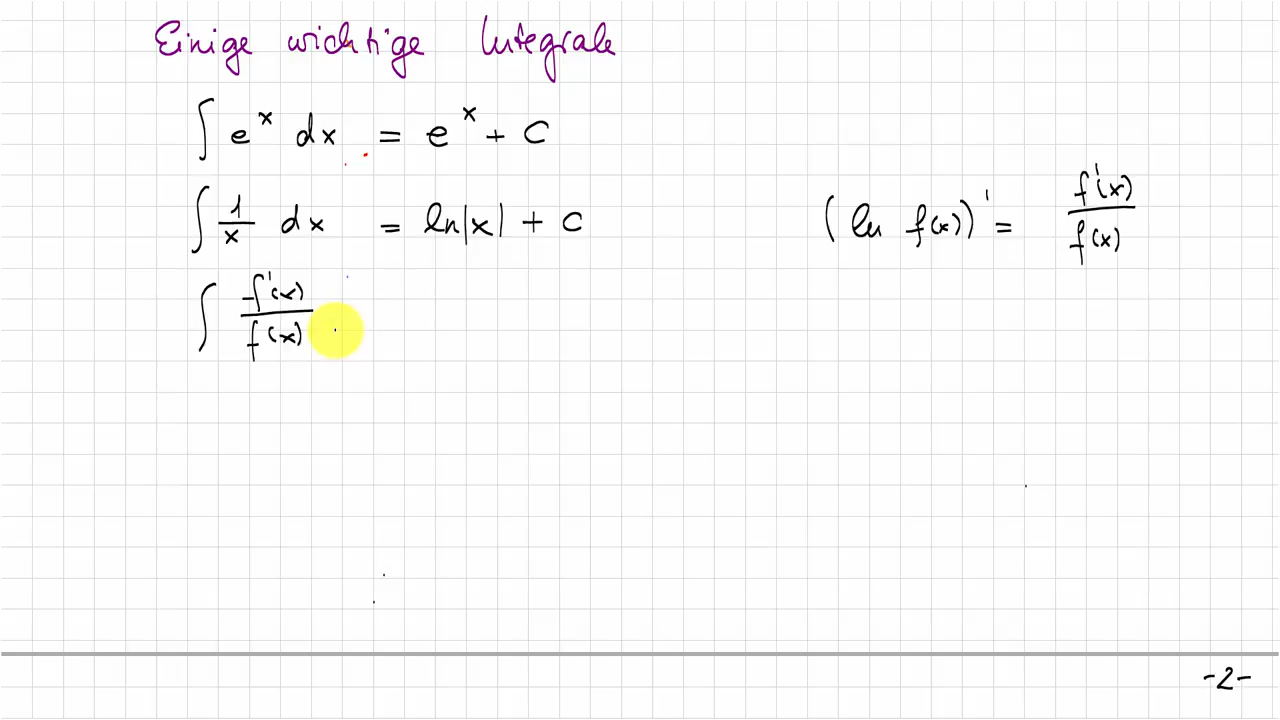 Einige wichtige Integrale
∫ e^x dx = e^x + C
∫ 1/x dx = ln|x| + C
(ln f(x))' = f'(x)/f(x)
∫ f'(x)/f(x)
-2-